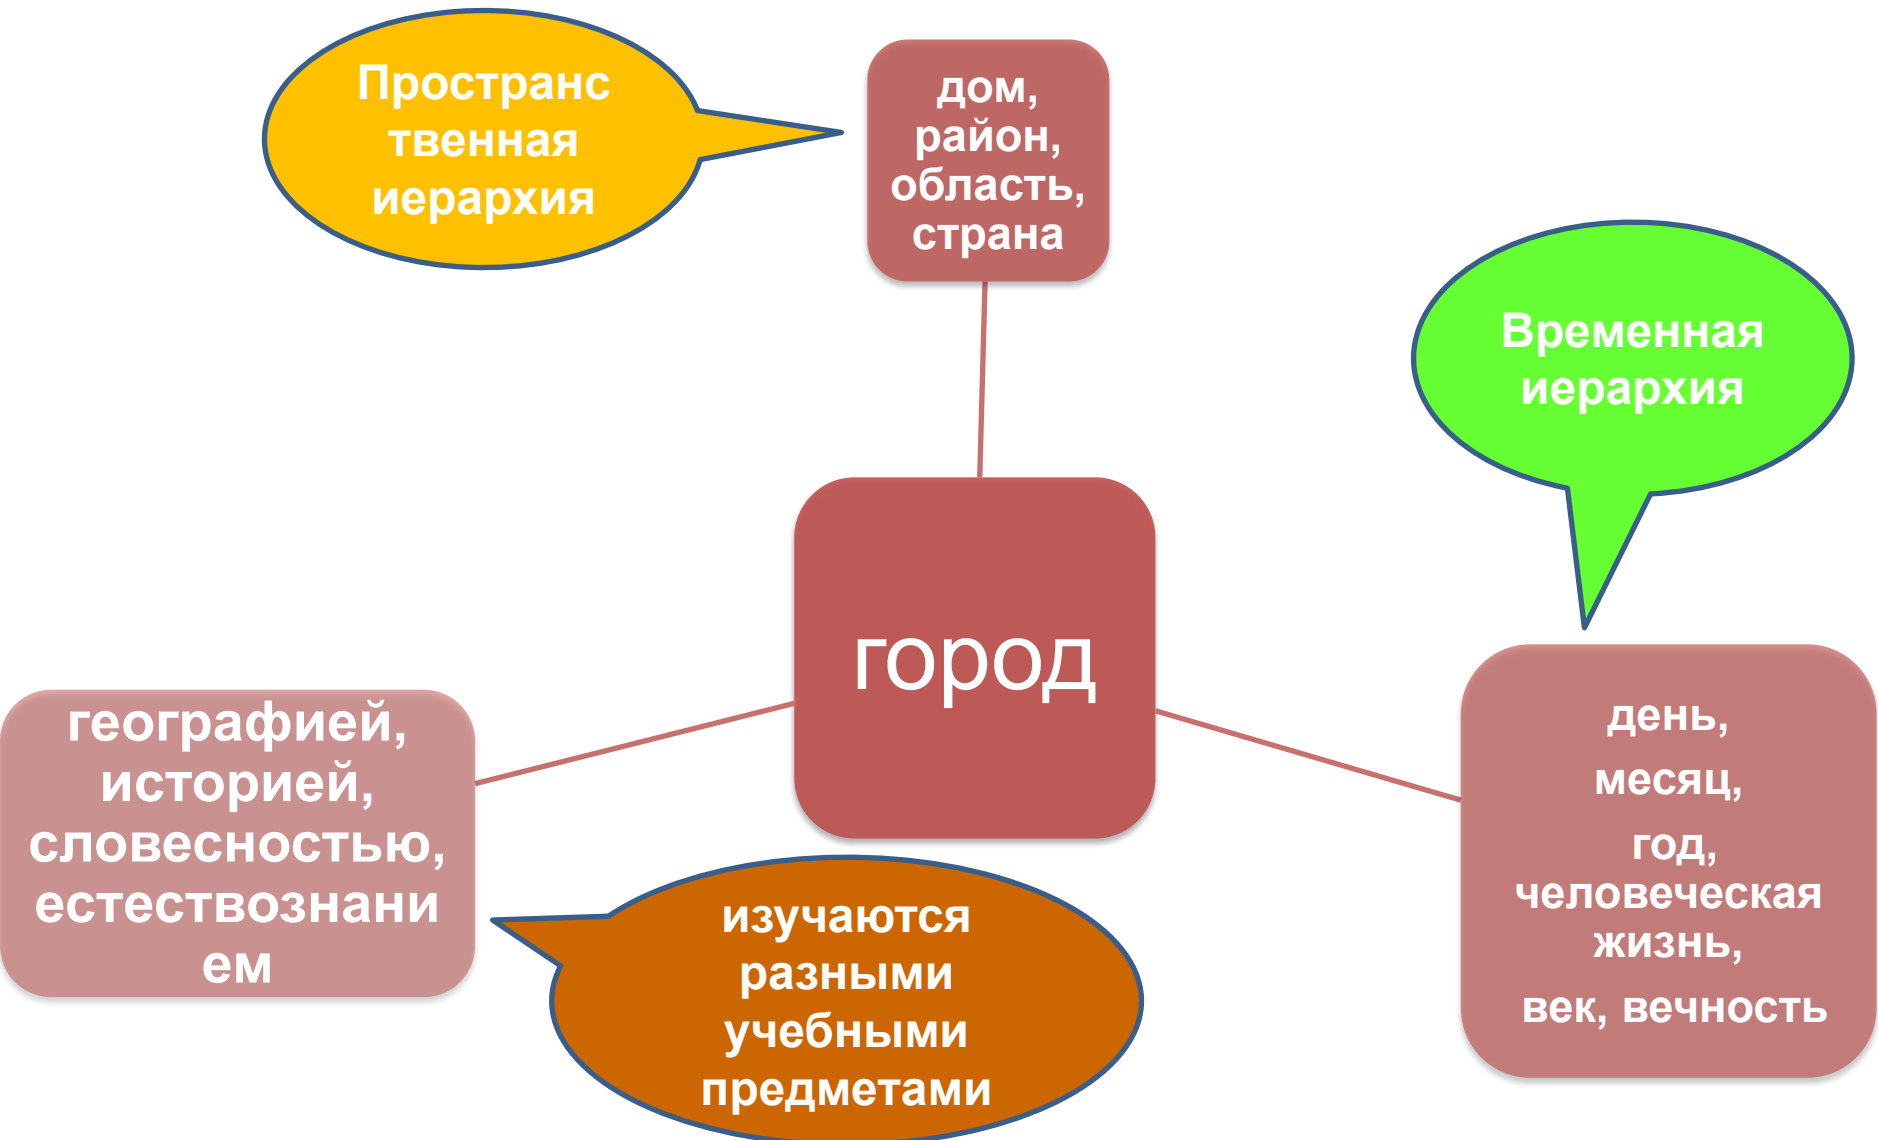 Пространс
твенная
иерархия
дом,
район,
область,
страна
Временная
иерархия
город
географией,
историей,
словесностью,
естествознани
ем
день,
месяц,
год,
человеческая
жизнь,
век, вечность
изучаются
разными
учебными
предметами